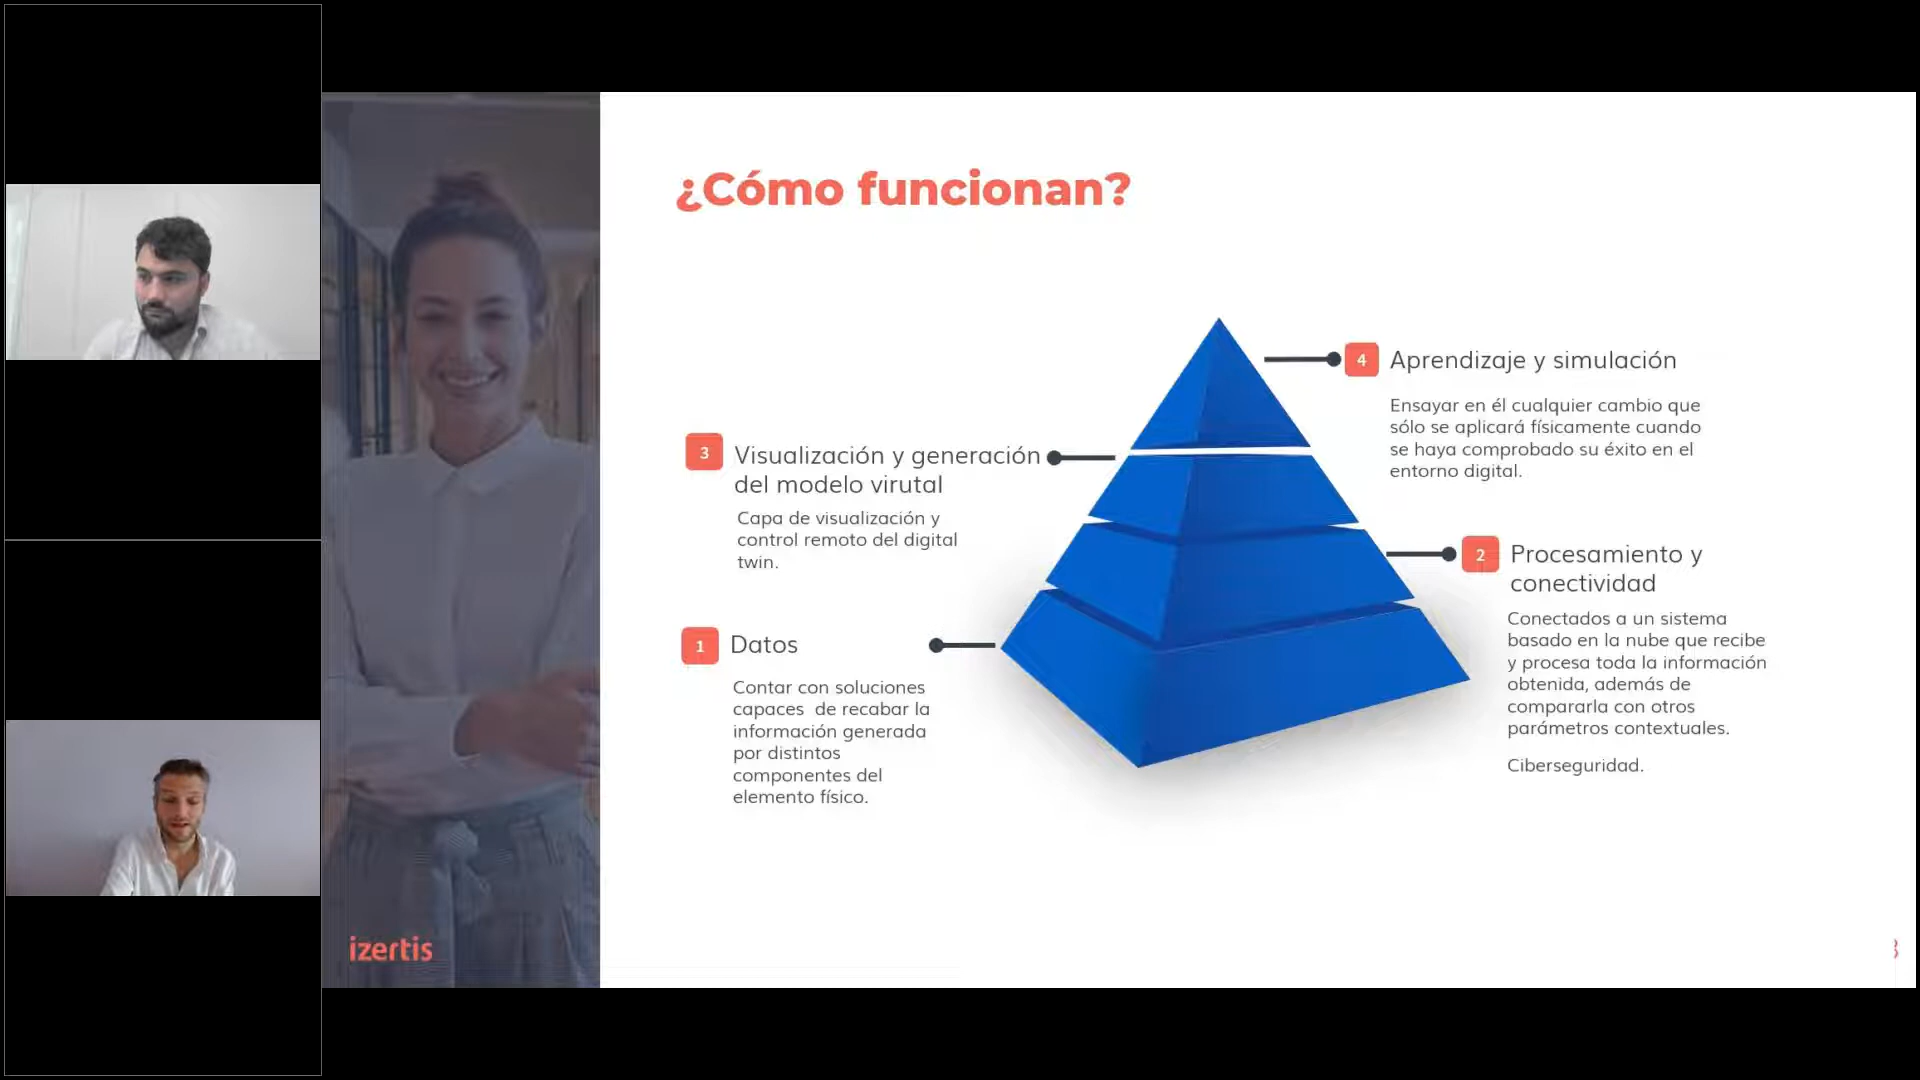 ¿Cómo funcionan?
4
Aprendizaje y simulación
Ensayar en él cualquier cambio que
sólo se aplicará físicamente cuando
se haya comprobado su éxito en el
entorno digital.
3
Visualización y generación
del modelo virutal
Capa de visualización y
control remoto del digital
twin.
2
Procesamiento y
conectividad
Conectados a un sistema
basado en la nube que recibe
y procesa toda la información
obtenida, además de
compararla con otros
parámetros contextuales.
Ciberseguridad.
1
Datos
Contar con soluciones
capaces de recabar la
información generada
por distintos
componentes del
elemento físico.
izertis